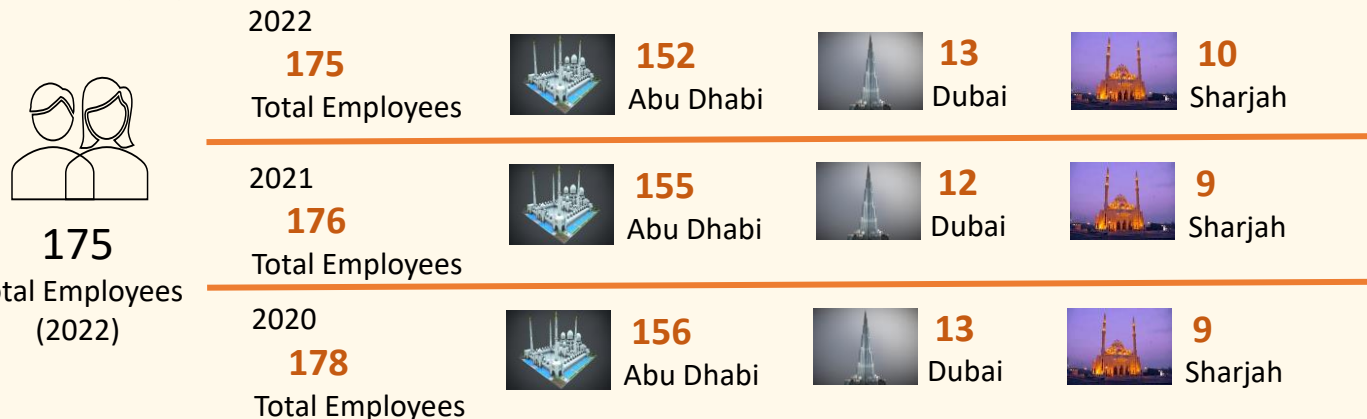 175
otal Employees
(2022)
2022
175
Total Employees
152
Abu Dhabi
13
Dubai
10
Sharjah
2021
176
Total Employees
155
Abu Dhabi
12
Dubai
9
Sharjah
2020
178
Total Employees
156
Abu Dhabi
13
Dubai
9
Sharjah